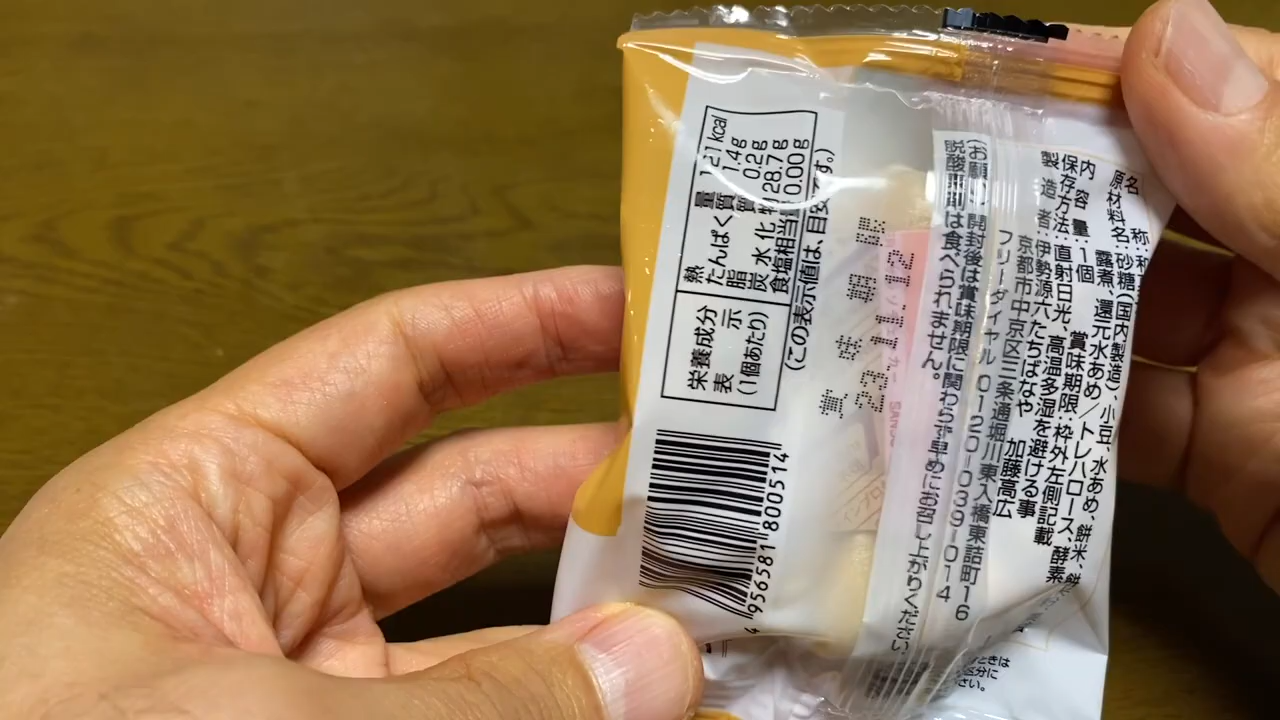 栄養成分
表 示
(1個あたり)
熱 量 121kcal
たんぱく質 1.4g
脂 質 0.2g
炭水化物 28.7g
食塩相当量 0.00g
(この表示値は、目安です。)
賞味期限
23.11.12
4 956581 800514
名 称:
原材料名:砂糖(国内製造)、小豆、水あめ、餅米、
露煮、還元水あめ/トレハロース、酵素
内 容 量:1個 賞味期限:枠外左側記載
保存方法:直射日光、高温多湿を避ける事
製 造 者:伊勢源六たちばなや 加藤高広
京都市中京区三条通堀川東入橋東詰町16
フリーダイヤル 0120-039-014
(お願い)開封後は賞味期限に関わらず早めにお召し上がりください。
脱酸素剤は食べられません。